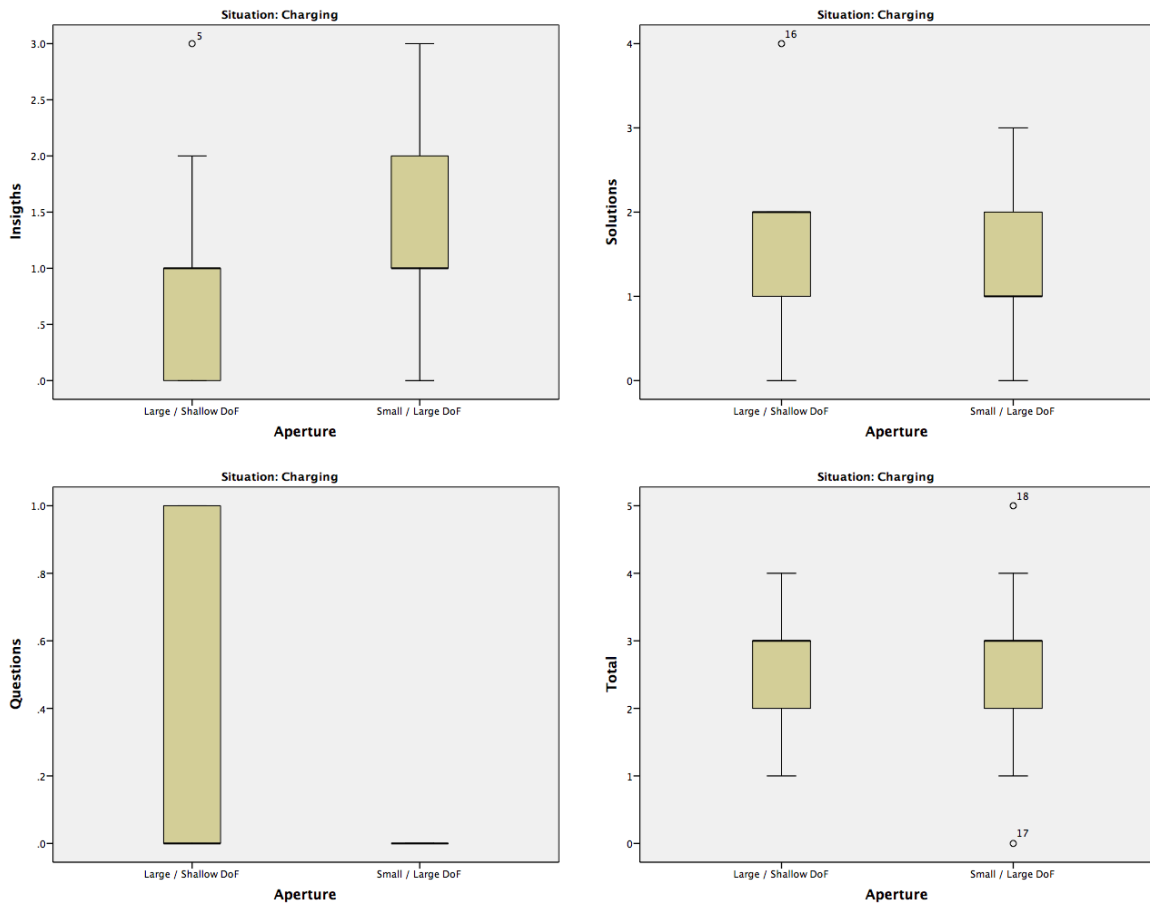 Situation: Charging
Insigths
3.0
2.5
2.0
1.5
1.0
.5
.0
5
Large / Shallow DoF
Small / Large DoF
Aperture
Situation: Charging
Solutions
4
3
2
1
0
16
Large / Shallow DoF
Small / Large DoF
Aperture
Situation: Charging
Questions
1.0
.8
.6
.4
.2
.0
Large / Shallow DoF
Small / Large DoF
Aperture
Situation: Charging
Total
5
4
3
2
1
0
18
17
Large / Shallow DoF
Small / Large DoF
Aperture